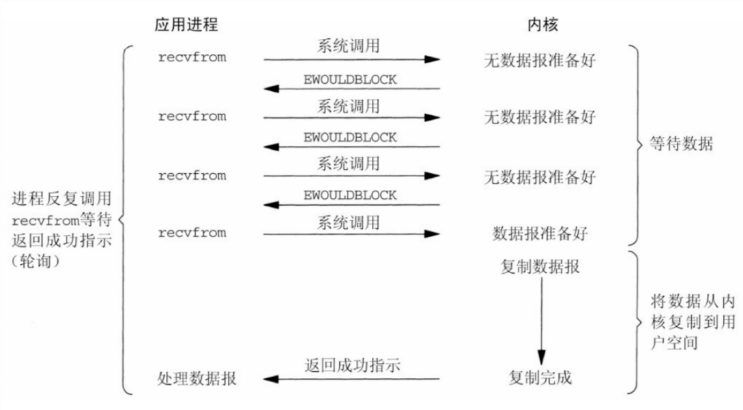 应用进程
内核
recvfrom
系统调用
无数据报准备好
EWOULDBLOCK
recvfrom
系统调用
无数据报准备好
EWOULDBLOCK
recvfrom
系统调用
无数据报准备好
EWOULDBLOCK
recvfrom
系统调用
数据报准备好
等待数据
进程反复调用
recvfrom等待
返回成功指示
(轮询)
复制数据报
将数据从内
核复制到用
户空间
处理数据报
返回成功指示
复制完成